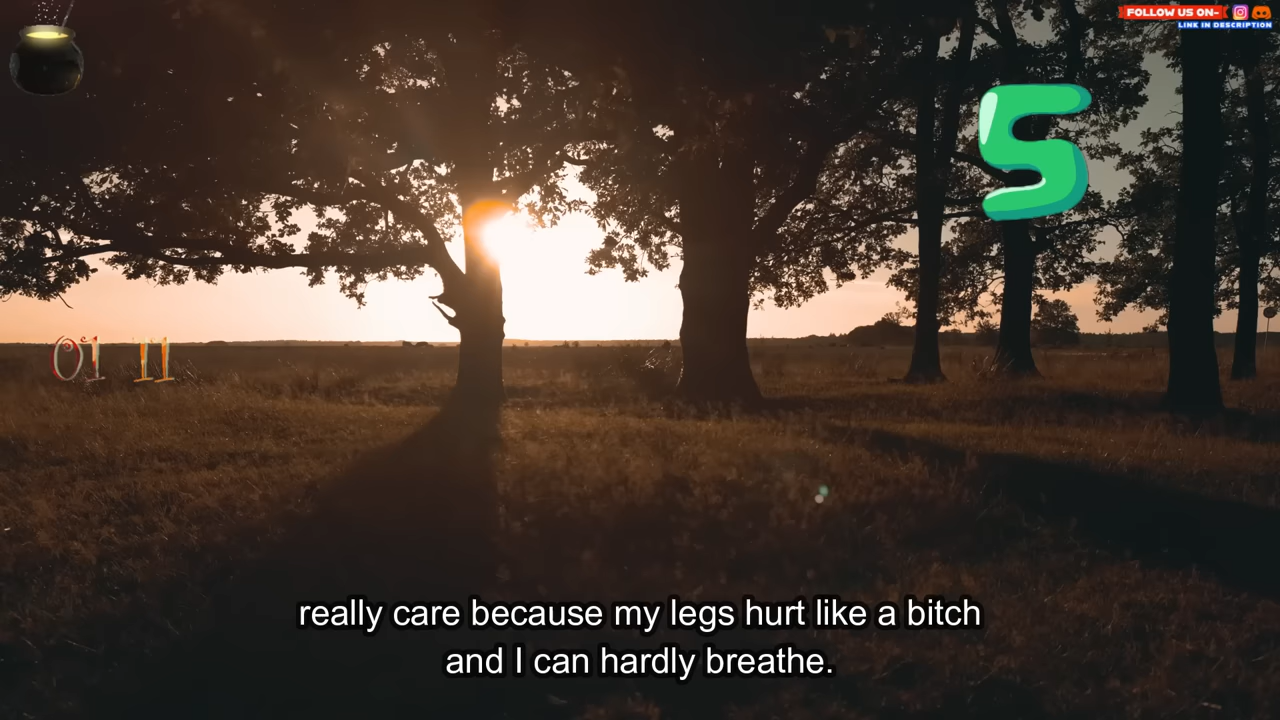 FOLLOW US ON-
LINK IN DESCRIPTION
5
01 11
really care because my legs hurt like a bitch
and I can hardly breathe.